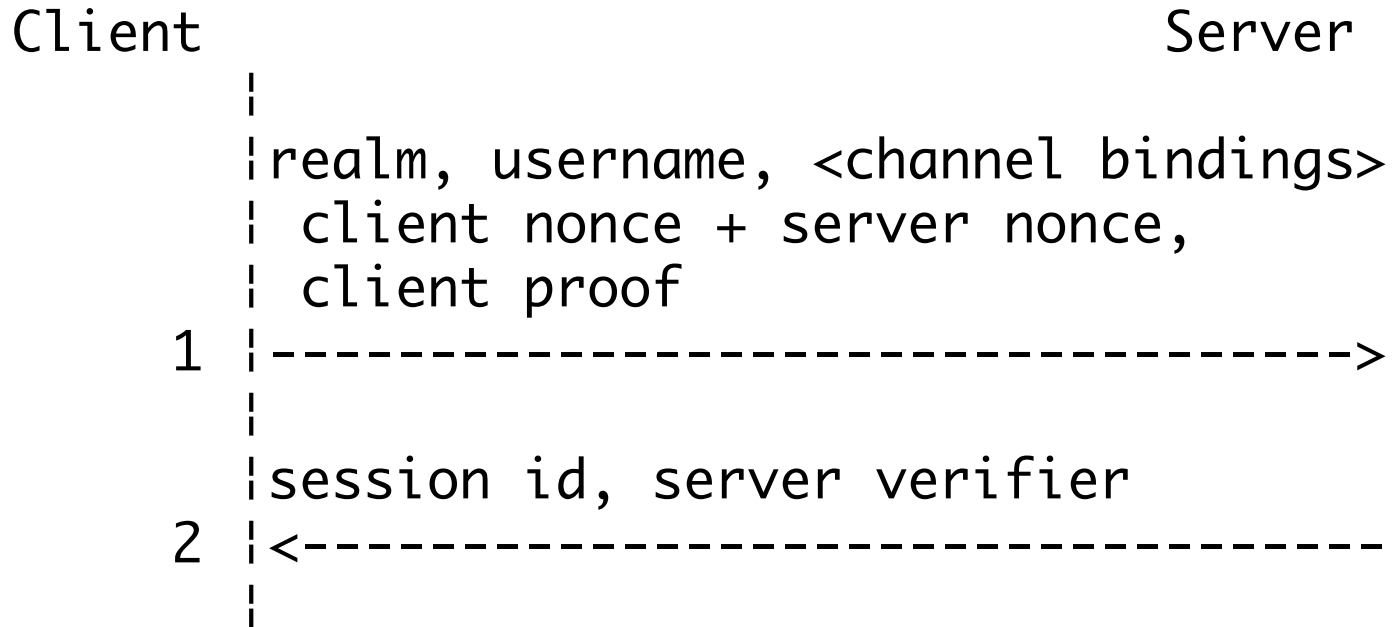 Client Server
¦
¦realm, username, <channel bindings>
¦ client nonce + server nonce,
¦ client proof
1 ¦---------------------------------->
¦
¦session id, server verifier
2 ¦<----------------------------------
¦